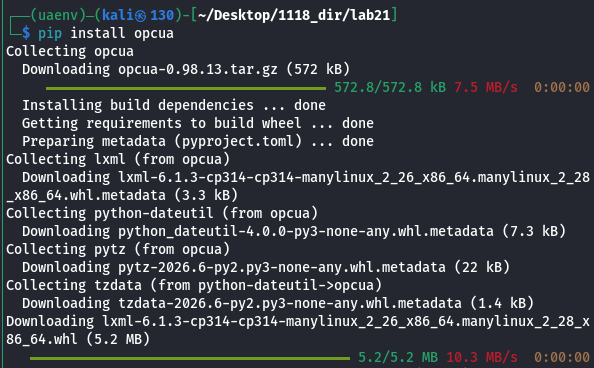 (uaenv)—(kali㉿130)-[~/Desktop/1118_dir/lab21]
$ pip install opcua
Collecting opcua
  Downloading opcua-0.98.13.tar.gz (572 kB)
     ━━━━━━━━━━━━━━━━━━━━━━━━━━━━━━━━━━━━ 572.8/572.8 kB 7.5 MB/s  0:00:00
  Installing build dependencies ... done
  Getting requirements to build wheel ... done
  Preparing metadata (pyproject.toml) ... done
Collecting lxml (from opcua)
  Downloading lxml-6.1.3-cp314-cp314-manylinux_2_26_x86_64.manylinux_2_28
_x86_64.whl.metadata (3.3 kB)
Collecting python-dateutil (from opcua)
  Downloading python_dateutil-4.0.0-py3-none-any.whl.metadata (7.3 kB)
Collecting pytz (from opcua)
  Downloading pytz-2026.6-py2.py3-none-any.whl.metadata (22 kB)
Collecting tzdata (from python-dateutil->opcua)
  Downloading tzdata-2026.6-py2.py3-none-any.whl.metadata (1.4 kB)
Downloading lxml-6.1.3-cp314-cp314-manylinux_2_26_x86_64.manylinux_2_28_x
86_64.whl (5.2 MB)
   ━━━━━━━━━━━━━━━━━━━━━━━━━━━━━━━━━━━━━━━━ 5.2/5.2 MB 10.3 MB/s  0:00:00